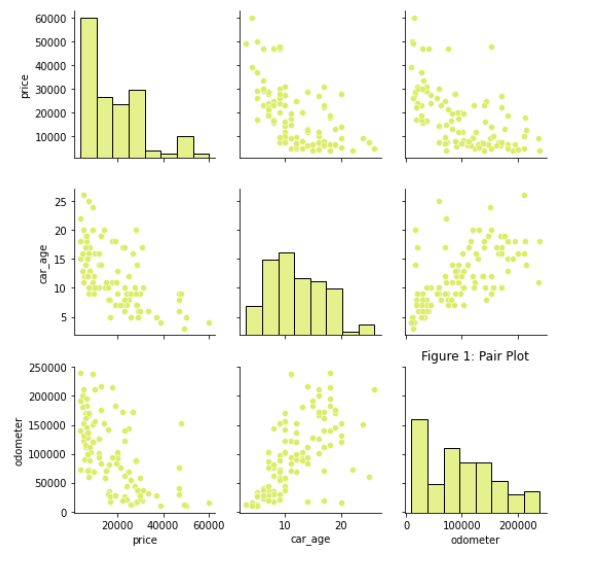 60000
50000
40000
30000
20000
10000
price
25
20
15
10
5
car_age
Figure 1: Pair Plot
250000
200000
150000
100000
50000
0
odometer
20000 40000 60000
10 20
0 100000 200000
price
car_age
odometer